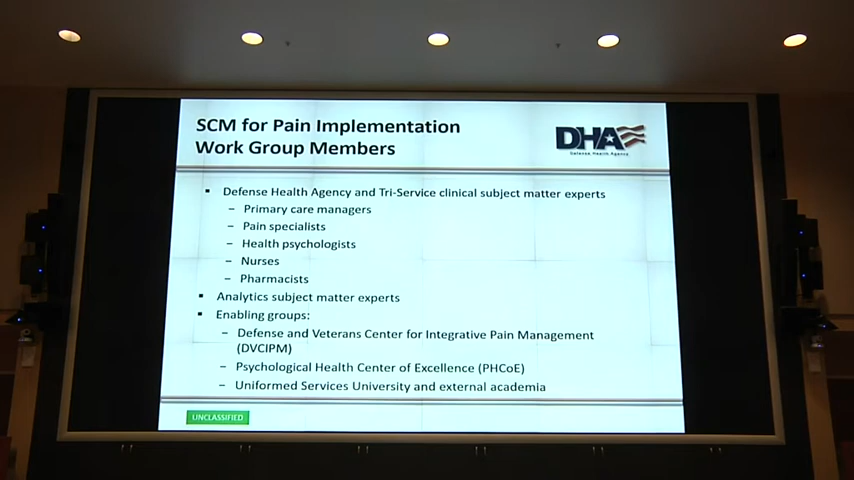 SCM for Pain Implementation
Work Group Members
DHA
Defense Health Agency
▪ Defense Health Agency and Tri-Service clinical subject matter experts
– Primary care managers
– Pain specialists
– Health psychologists
– Nurses
– Pharmacists
▪ Analytics subject matter experts
▪ Enabling groups:
– Defense and Veterans Center for Integrative Pain Management
(DVCIPM)
– Psychological Health Center of Excellence (PHCoE)
– Uniformed Services University and external academia
UNCLASSIFIED